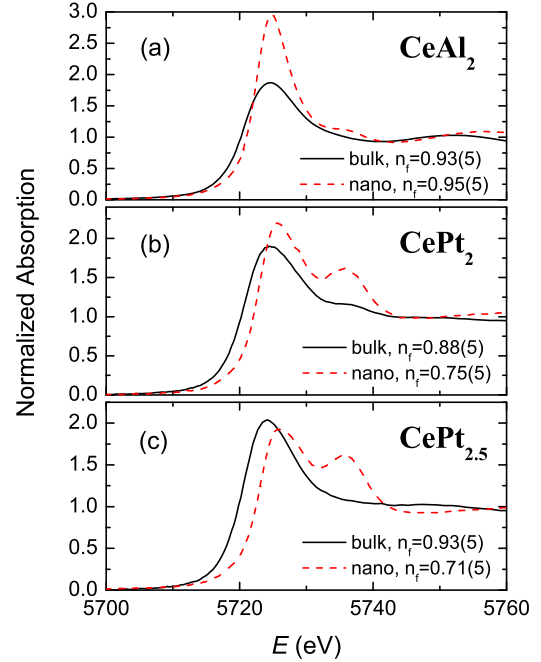 Normalized Absorption
3.0
2.5
2.0
1.5
1.0
0.5
0.0
(a)
CeAl2
bulk, nf=0.93(5)
nano, nf=0.95(5)
2.0
1.5
1.0
0.5
0.0
(b)
CePt2
bulk, nf=0.88(5)
nano, nf=0.75(5)
2.0
1.5
1.0
0.5
0.0
(c)
CePt2.5
bulk, nf=0.93(5)
nano, nf=0.71(5)
5700 5720 5740 5760
E (eV)